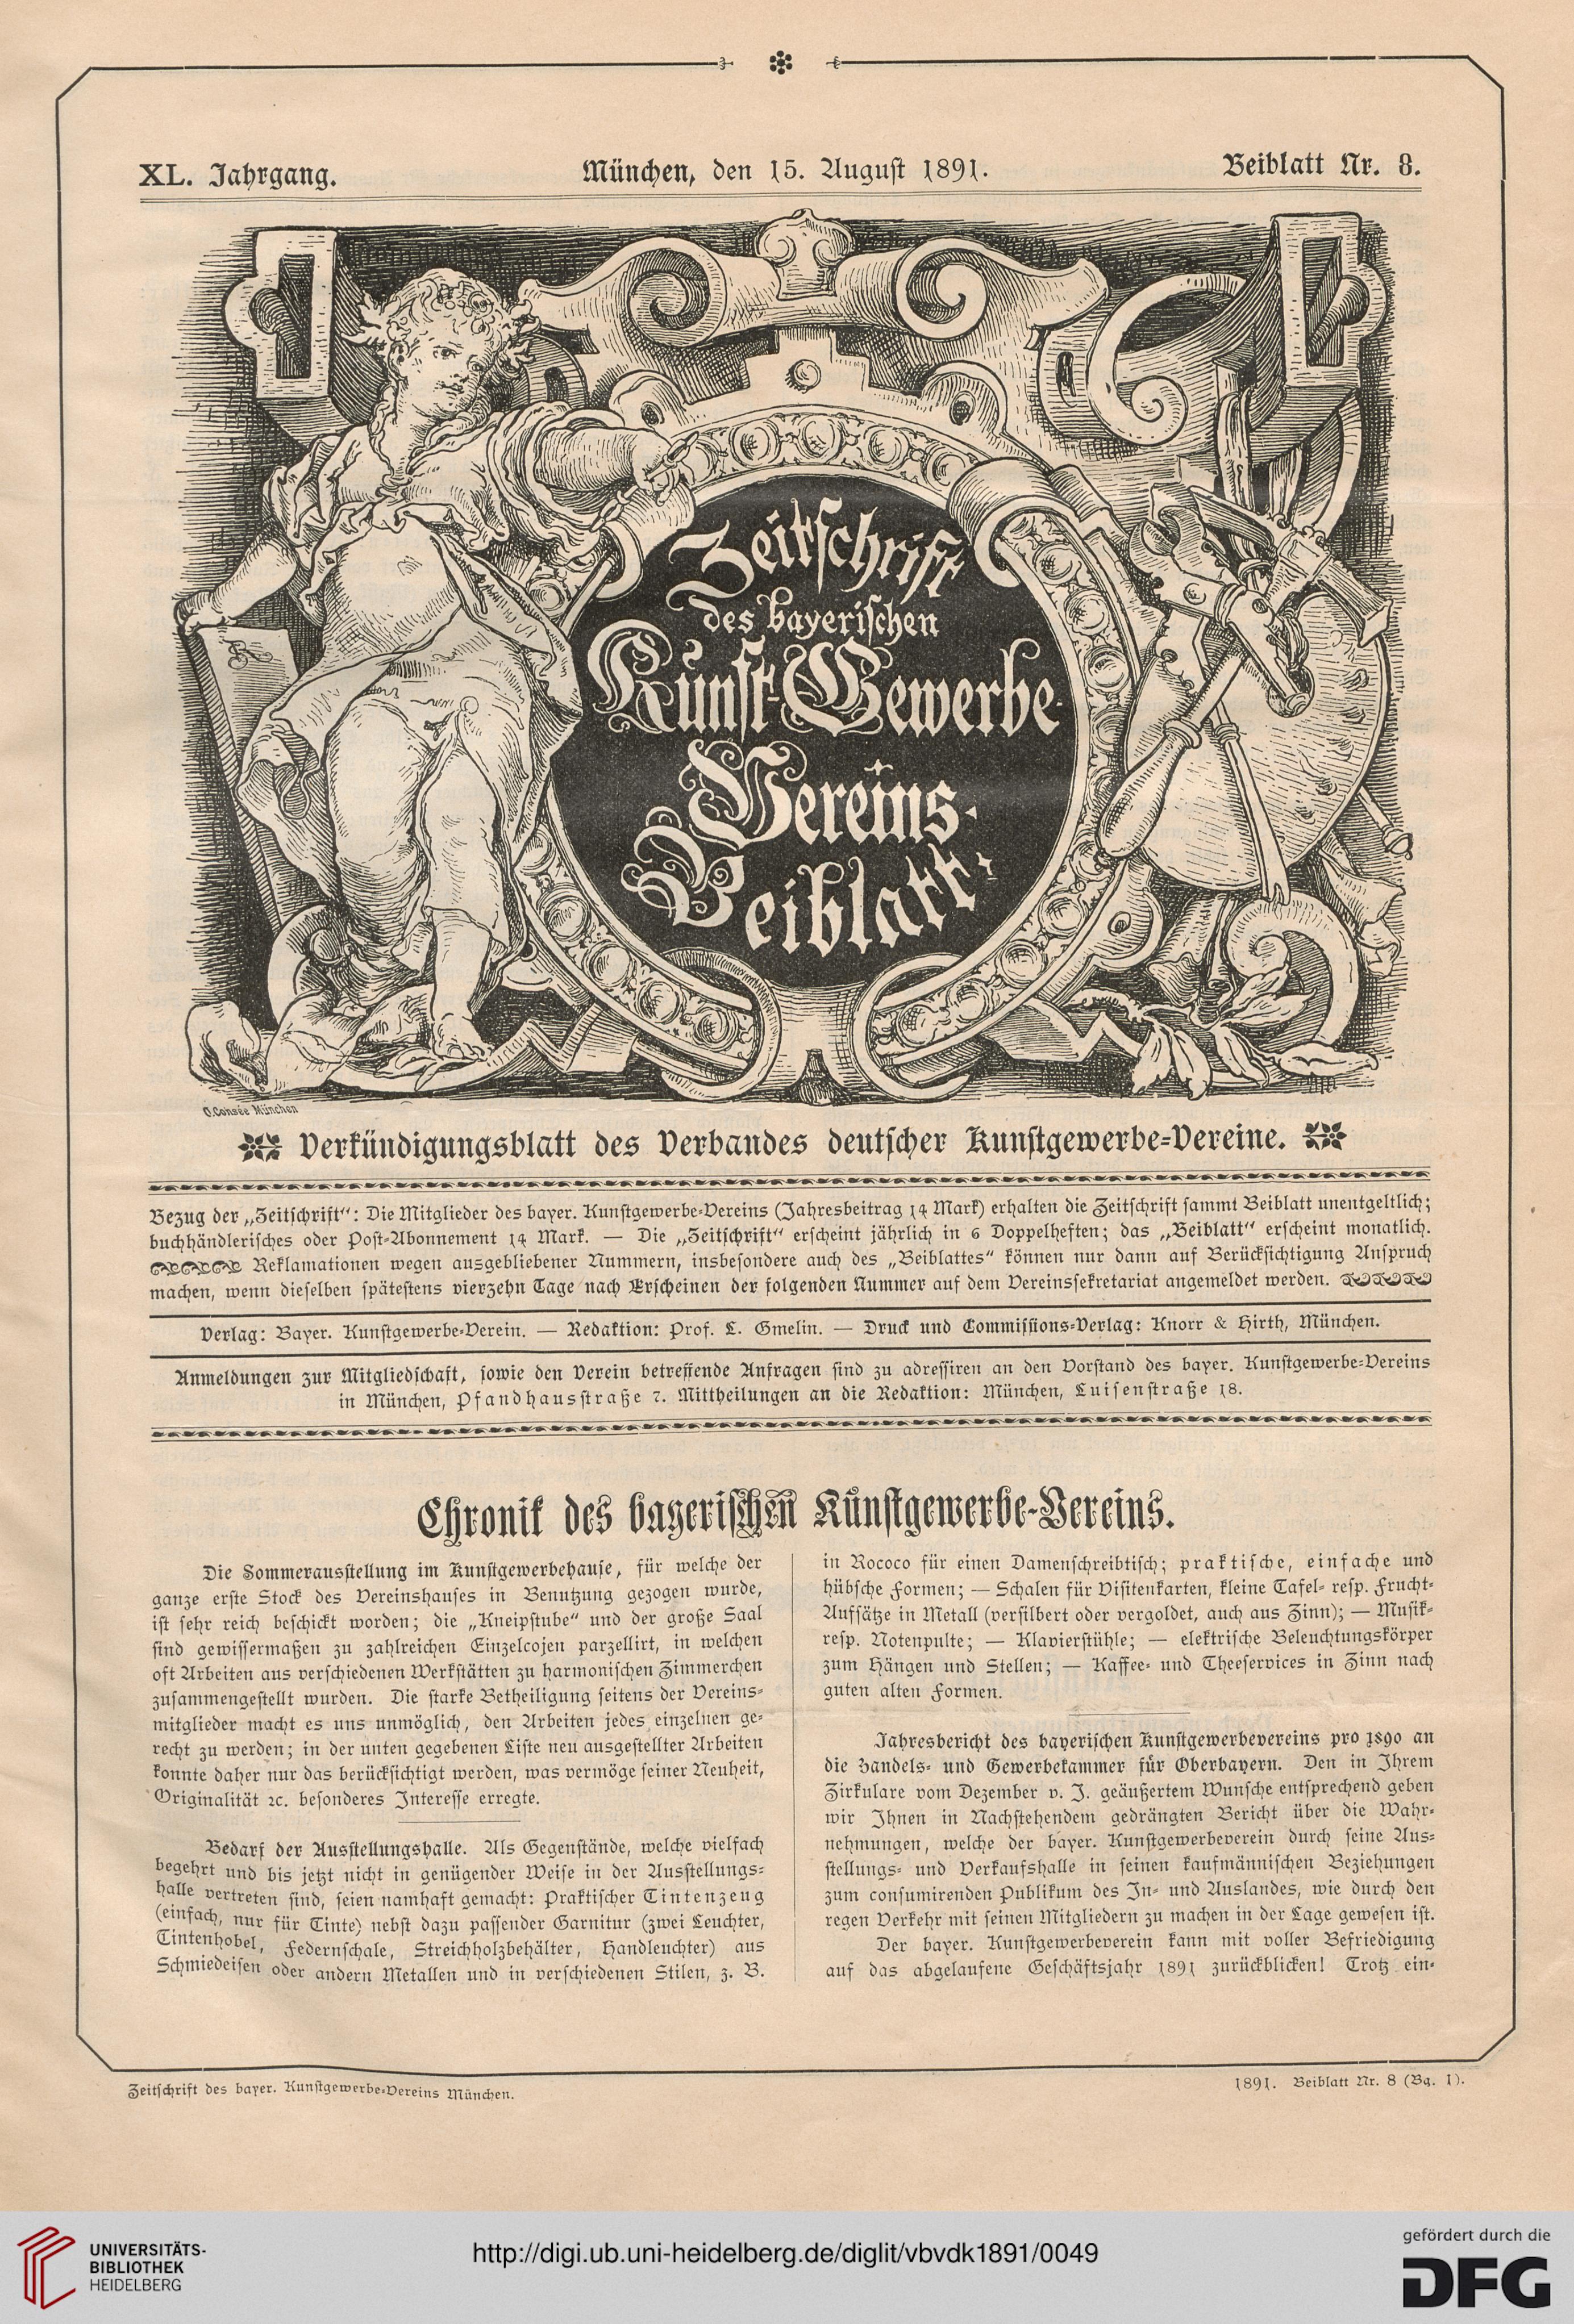 XL. Jahrgang.
München, den 15. August 1891.
Beiblatt Nr. 8.
Zeitschrift
des bayerischen
Kunst-Gewerbe-
Vereins-
Beiblatt
O. Consée München
Verkündigungsblatt des Verbandes deutscher Kunstgewerbe-Vereine.
Bezug der „Zeitschrift“: Die Mitglieder des bayer. Kunstgewerbe-Vereins (Jahresbeitrag 14 Mark) erhalten die Zeitschrift sammt Beiblatt unentgeltlich;
buchhändlerisches oder Post-Abonnement 14 Mark. — Die „Zeitschrift“ erscheint jährlich in 6 Doppelheften; das „Beiblatt“ erscheint monatlich.
Reklamationen wegen ausgebliebener Nummern, insbesondere auch des „Beiblattes“ können nur dann auf Berücksichtigung Anspruch
machen, wenn dieselben spätestens vierzehn Tage nach Erscheinen der folgenden Nummer auf dem Vereinssekretariat angemeldet werden.
Verlag: Bayer. Kunstgewerbe-Verein. — Redaktion: Prof. L. Gmelin. — Druck und Commissions-Verlag: Knorr & Hirth, München.
Anmeldungen zur Mitgliedschaft, sowie den Verein betreffende Anfragen sind zu adressiren an den Vorstand des bayer. Kunstgewerbe-Vereins
in München, Pfandhausstraße 7. Mittheilungen an die Redaktion: München, Luisenstraße 18.
Chronik des bayerischen Kunstgewerbe-Vereins.
Die Sommerausstellung im Kunstgewerbehause, für welche der
ganze erste Stock des Vereinshauses in Benutzung gezogen wurde,
ist sehr reich beschickt worden; die „Kneipstube“ und der große Saal
sind gewissermaßen zu zahlreichen Einzelcojen parzellirt, in welchen
oft Arbeiten aus verschiedenen Werkstätten zu harmonischen Zimmerchen
zusammengestellt wurden. Die starke Betheiligung seitens der Vereins-
mitglieder macht es uns unmöglich, den Arbeiten jedes einzelnen ge-
recht zu werden; in der unten gegebenen Liste neu ausgestellter Arbeiten
konnte daher nur das berücksichtigt werden, was vermöge seiner Neuheit,
Originalität ꝛc. besonderes Interesse erregte.
Bedarf der Ausstellungshalle. Als Gegenstände, welche vielfach
begehrt und bis jetzt nicht in genügender Weise in der Ausstellungs-
halle vertreten sind, seien namhaft gemacht: Praktischer Tintenzeug
(einfach, nur für Tinte) nebst dazu passender Garnitur (zwei Leuchter,
Tintenhobel, Federnschale, Streichholzbehälter, Handleuchter) aus
Schmiedeisen oder andern Metallen und in verschiedenen Stilen, z. B.
in Rococo für einen Damenschreibtisch; praktische, einfache und
hübsche Formen; — Schalen für Visitenkarten, kleine Tafel- resp. Frucht-
Aufsätze in Metall (versilbert oder vergoldet, auch aus Zinn); — Musik-
resp. Notenpulte; — Klavierstühle; — elektrische Beleuchtungskörper
zum Hängen und Stellen; — Kaffee- und Theeservices in Zinn nach
guten alten Formen.
Jahresbericht des bayerischen Kunstgewerbevereins pro 1890 an
die Handels- und Gewerbekammer für Oberbayern. Den in Ihrem
Zirkulare vom Dezember v. J. geäußertem Wunsche entsprechend geben
wir Ihnen in Nachstehendem gedrängten Bericht über die Wahr-
nehmungen, welche der bayer. Kunstgewerbeverein durch seine Aus-
stellungs- und Verkaufshalle in seinen kaufmännischen Beziehungen
zum consumirenden Publikum des In- und Auslandes, wie durch den
regen Verkehr mit seinen Mitgliedern zu machen in der Lage gewesen ist.
Der bayer. Kunstgewerbeverein kann mit voller Befriedigung
auf das abgelaufene Geschäftsjahr 1891 zurückblicken! Trotz ein-
Zeitschrift des bayer. Kunstgewerbe-Vereins München.
1891. Beiblatt Nr. 8 (Bg. 1).
UNIVERSITÄTS-
BIBLIOTHEK
HEIDELBERG
http://digi.ub.uni-heidelberg.de/diglit/vbvdk1891/0049
gefördert durch die
DFG